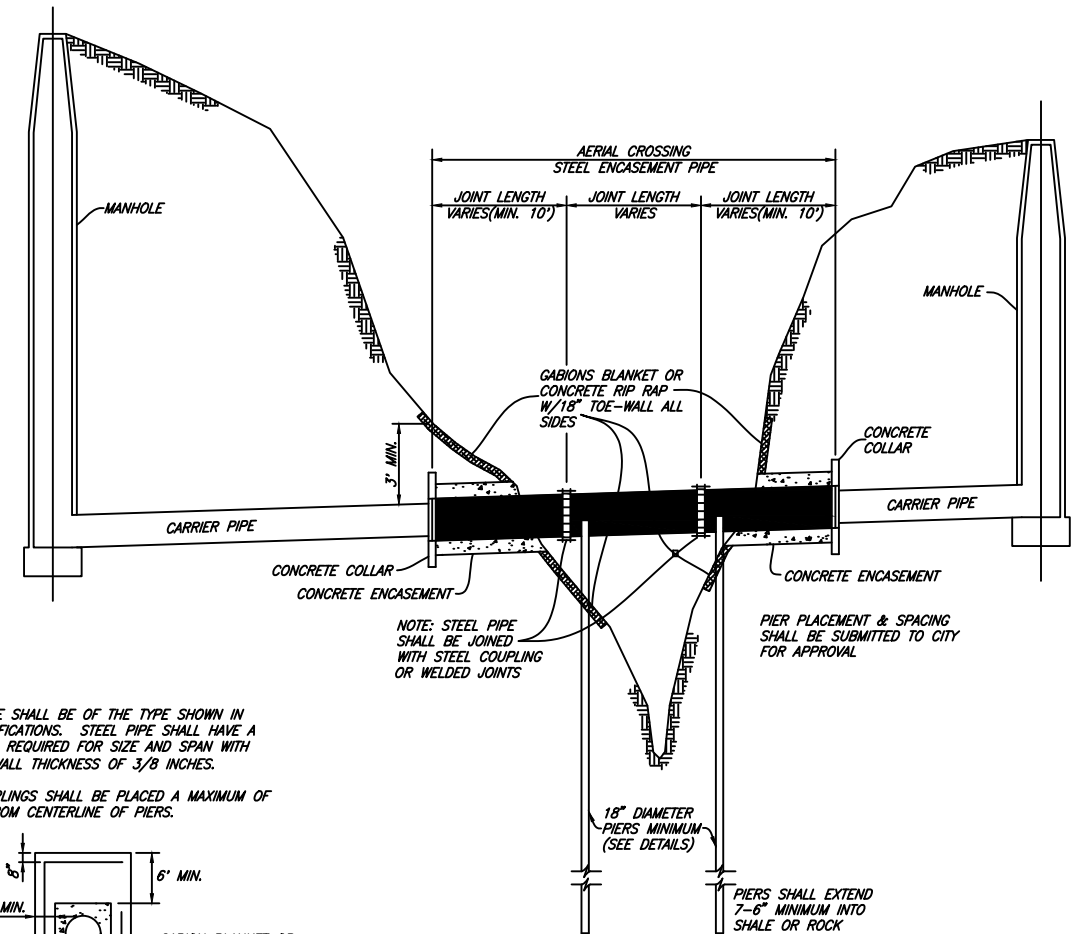 AERIAL CROSSING
STEEL ENCASEMENT PIPE
JOINT LENGTH
VARIES(MIN. 10')
JOINT LENGTH
VARIES
JOINT LENGTH
VARIES(MIN. 10')
MANHOLE
MANHOLE
GABIONS BLANKET OR
CONCRETE RIP RAP
W/18" TOE-WALL ALL
SIDES
3' MIN.
CONCRETE
COLLAR
CARRIER PIPE
CARRIER PIPE
CONCRETE COLLAR
CONCRETE ENCASEMENT
CONCRETE ENCASEMENT
NOTE: STEEL PIPE
SHALL BE JOINED
WITH STEEL COUPLING
OR WELDED JOINTS
PIER PLACEMENT & SPACING
SHALL BE SUBMITTED TO CITY
FOR APPROVAL
SHALL BE OF THE TYPE SHOWN IN
STEEL PIPE SHALL HAVE A
REQUIRED FOR SIZE AND SPAN WITH
THICKNESS OF 3/8 INCHES.
SHALL BE PLACED A MAXIMUM OF
CENTERLINE OF PIERS.
18" DIAMETER
PIERS MINIMUM
(SEE DETAILS)
8"
6' MIN.
MIN.
PIERS SHALL EXTEND
7-6" MINIMUM INTO
SHALE OR ROCK